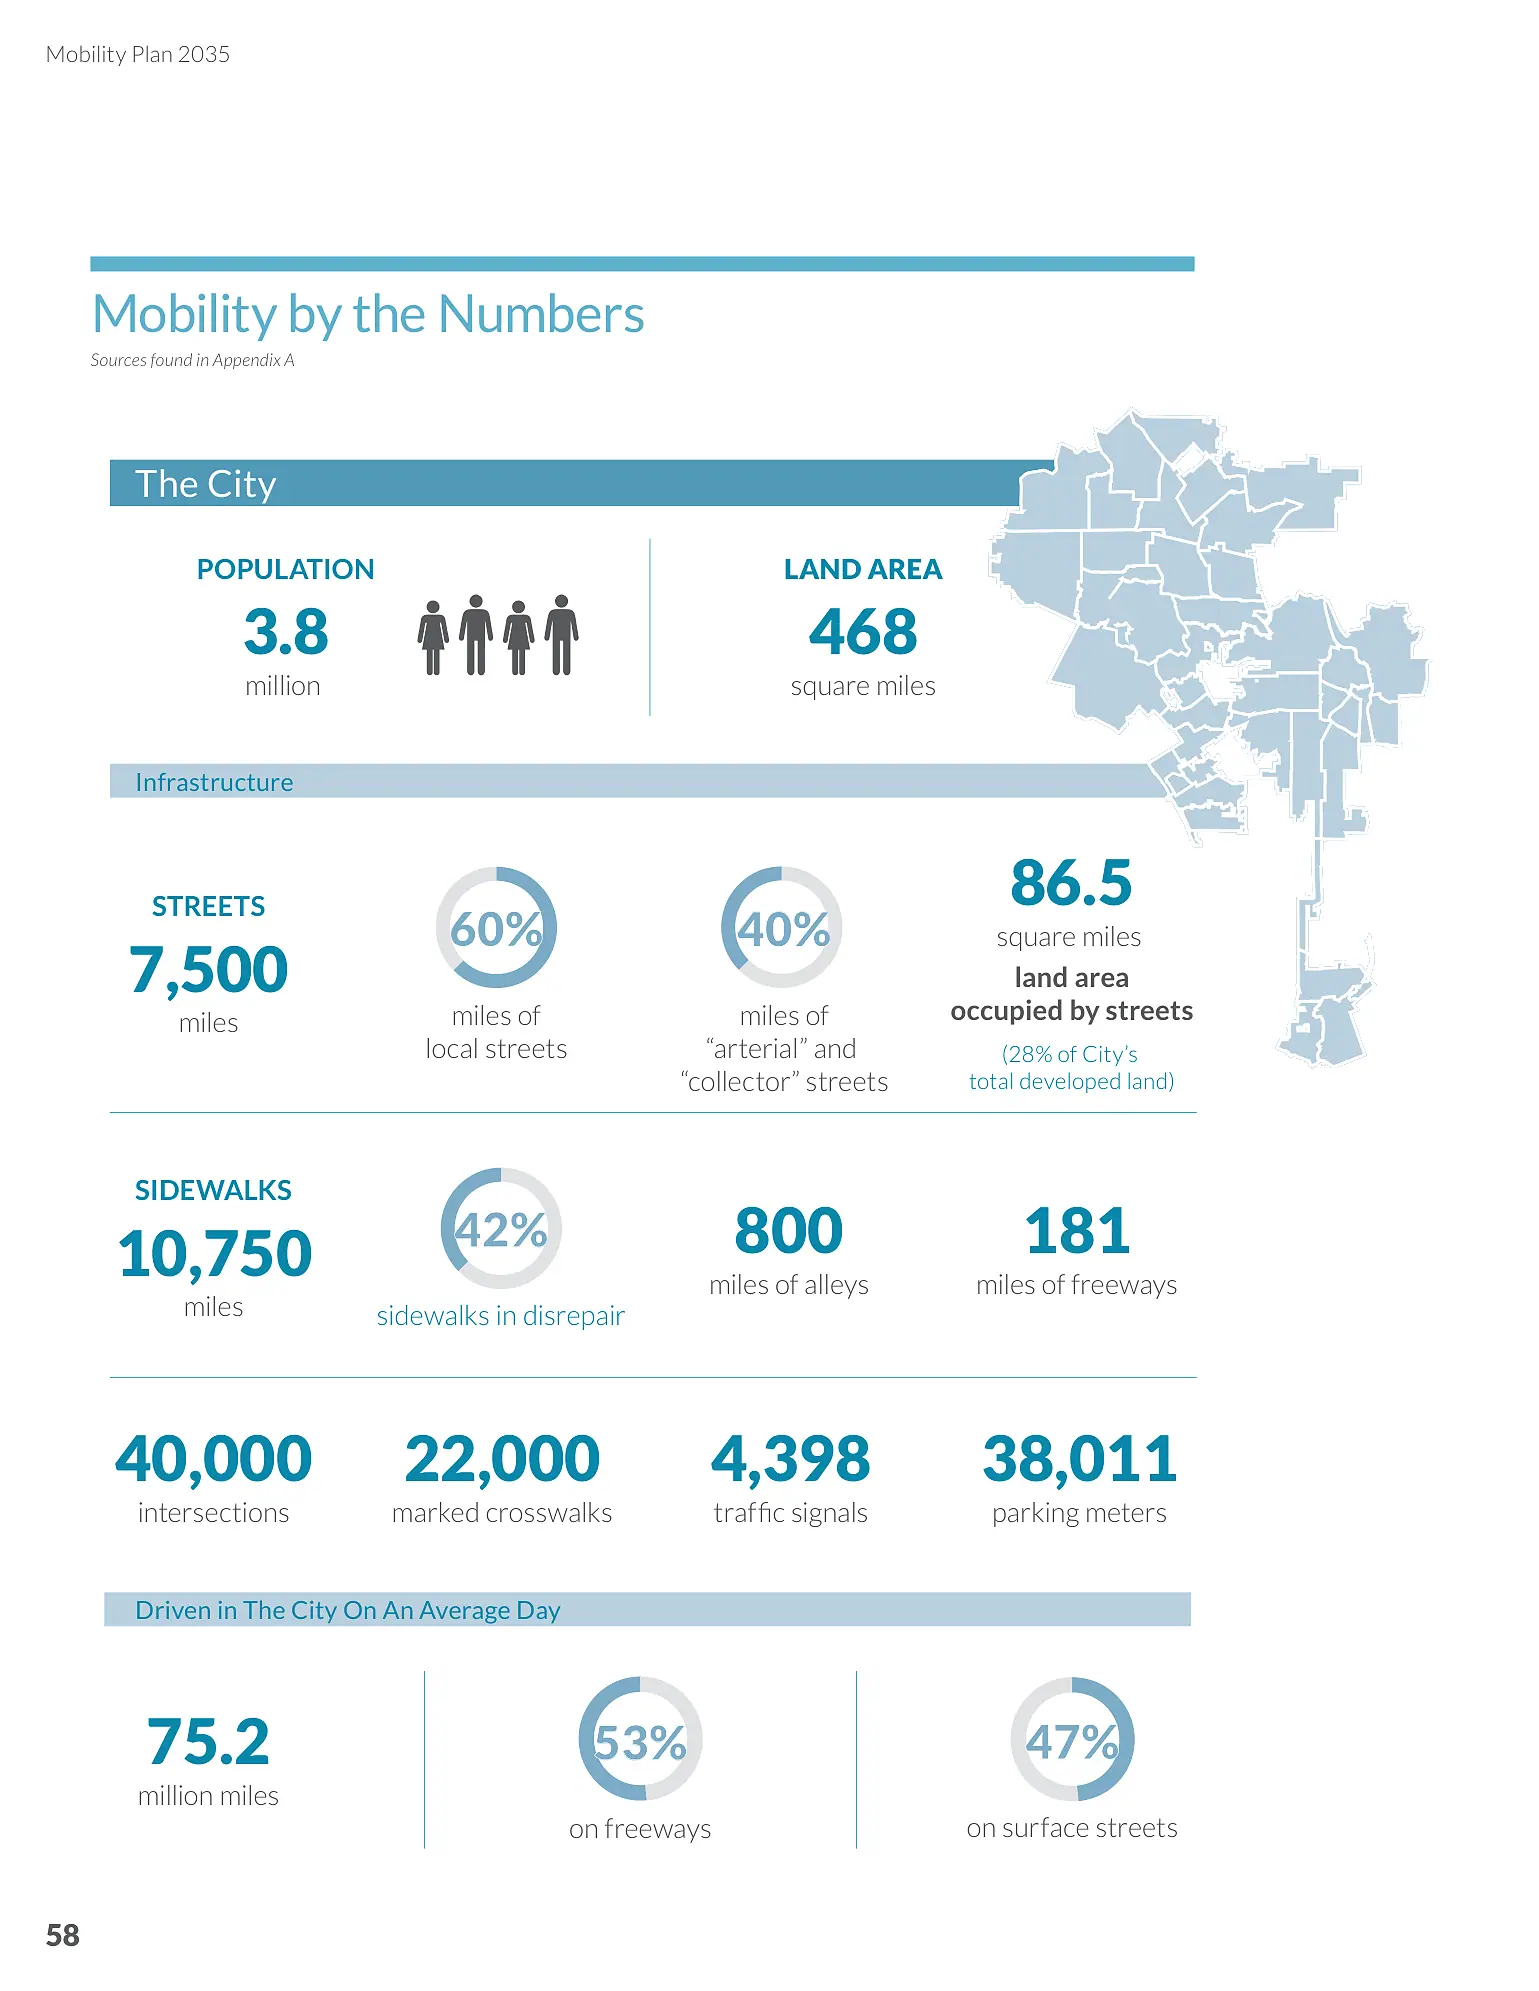 Mobility Plan 2035
Mobility by the Numbers
Sources found in Appendix A
The City
POPULATION
3.8
million
LAND AREA
468
square miles
Infrastructure
STREETS
7,500
miles
60%
miles of
local streets
40%
miles of
“arterial” and
“collector” streets
86.5
square miles
land area
occupied by streets
(28% of City’s
total developed land)
SIDEWALKS
10,750
miles
42%
sidewalks in disrepair
800
miles of alleys
181
miles of freeways
40,000
intersections
22,000
marked crosswalks
4,398
traffic signals
38,011
parking meters
Driven in The City On An Average Day
75.2
million miles
53%
on freeways
47%
on surface streets
58